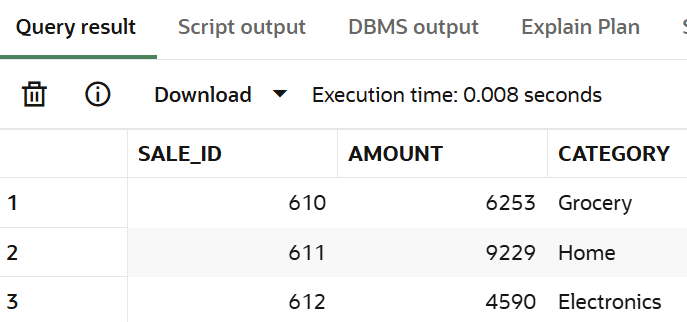 Query result Script output DBMS output Explain Plan
Download Execution time: 0.008 seconds
SALE_ID AMOUNT CATEGORY
1 610 6253 Grocery
2 611 9229 Home
3 612 4590 Electronics